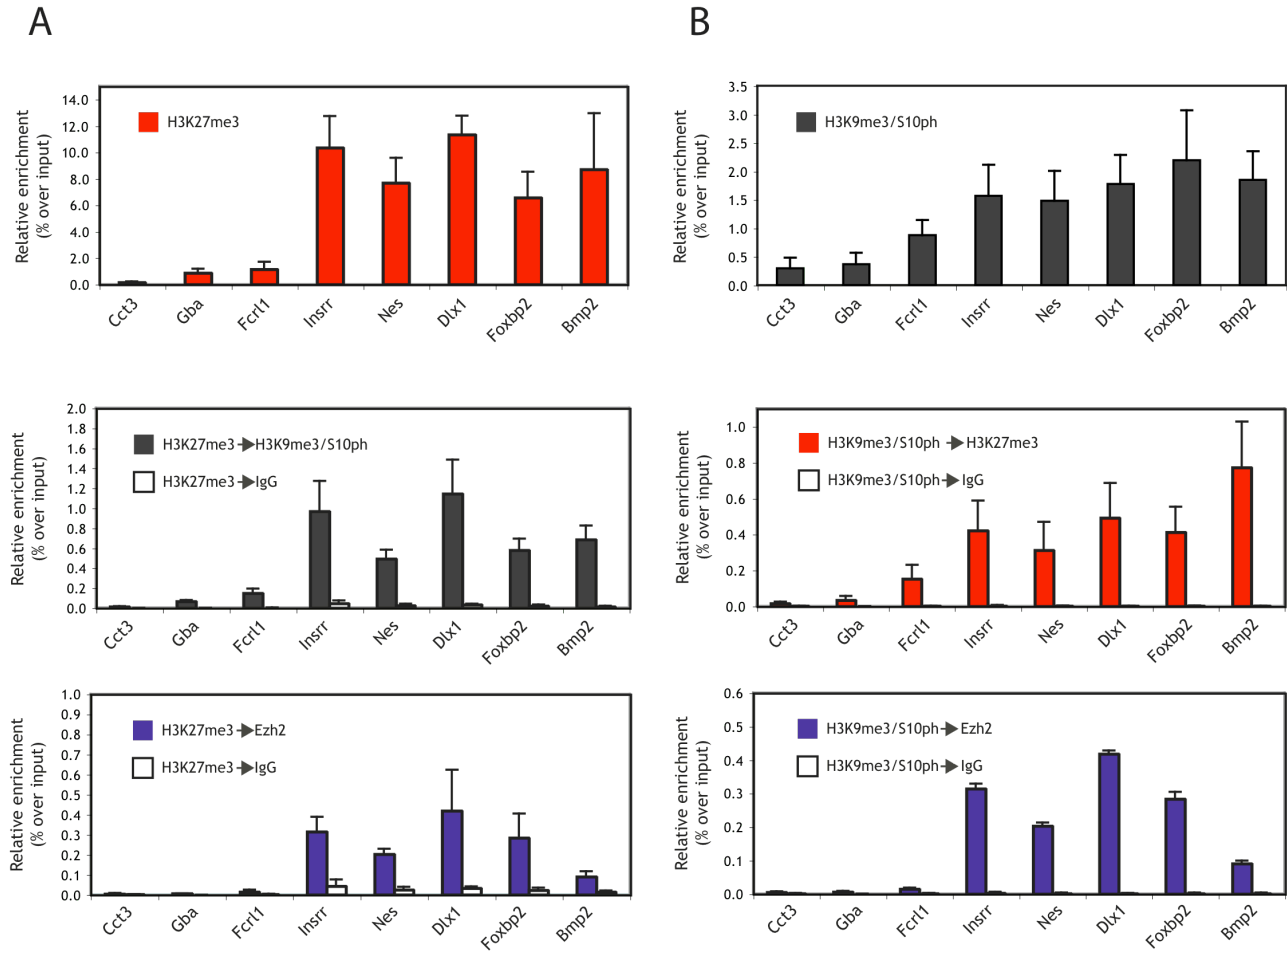 A
B
Relative enrichment
(% over input)
14.0
12.0
10.0
8.0
6.0
4.0
2.0
0.0
H3K27me3
Cct3
Gba
Fcrl1
Insrr
Nes
Dlx1
Foxbp2
Bmp2
Relative enrichment
(% over input)
3.5
3.0
2.5
2.0
1.5
1.0
0.5
0.0
H3K9me3/S10ph
Cct3
Gba
Fcrl1
Insrr
Nes
Dlx1
Foxbp2
Bmp2
Relative enrichment
(% over input)
2.0
1.8
1.6
1.4
1.2
1.0
0.8
0.6
0.4
0.2
0.0
H3K27me3➤H3K9me3/S10ph
H3K27me3➤IgG
Cct3
Gba
Fcrl1
Insrr
Nes
Dlx1
Foxbp2
Bmp2
Relative enrichment
(% over input)
1.0
0.8
0.6
0.4
0.2
0.0
H3K9me3/S10ph ➤H3K27me3
H3K9me3/S10ph➤IgG
Cct3
Gba
Fcrl1
Insrr
Nes
Dlx1
Foxbp2
Bmp2
Relative enrichment
(% over input)
1.0
0.9
0.8
0.7
0.6
0.5
0.4
0.3
0.2
0.1
0.0
H3K27me3➤Ezh2
H3K27me3➤IgG
Cct3
Gba
Fcrl1
Insrr
Nes
Dlx1
Foxbp2
Bmp2
Relative enrichment
(% over input)
0.6
0.5
0.4
0.3
0.2
0.1
0.0
H3K9me3/S10ph➤Ezh2
H3K9me3/S10ph➤IgG
Cct3
Gba
Fcrl1
Insrr
Nes
Dlx1
Foxbp2
Bmp2